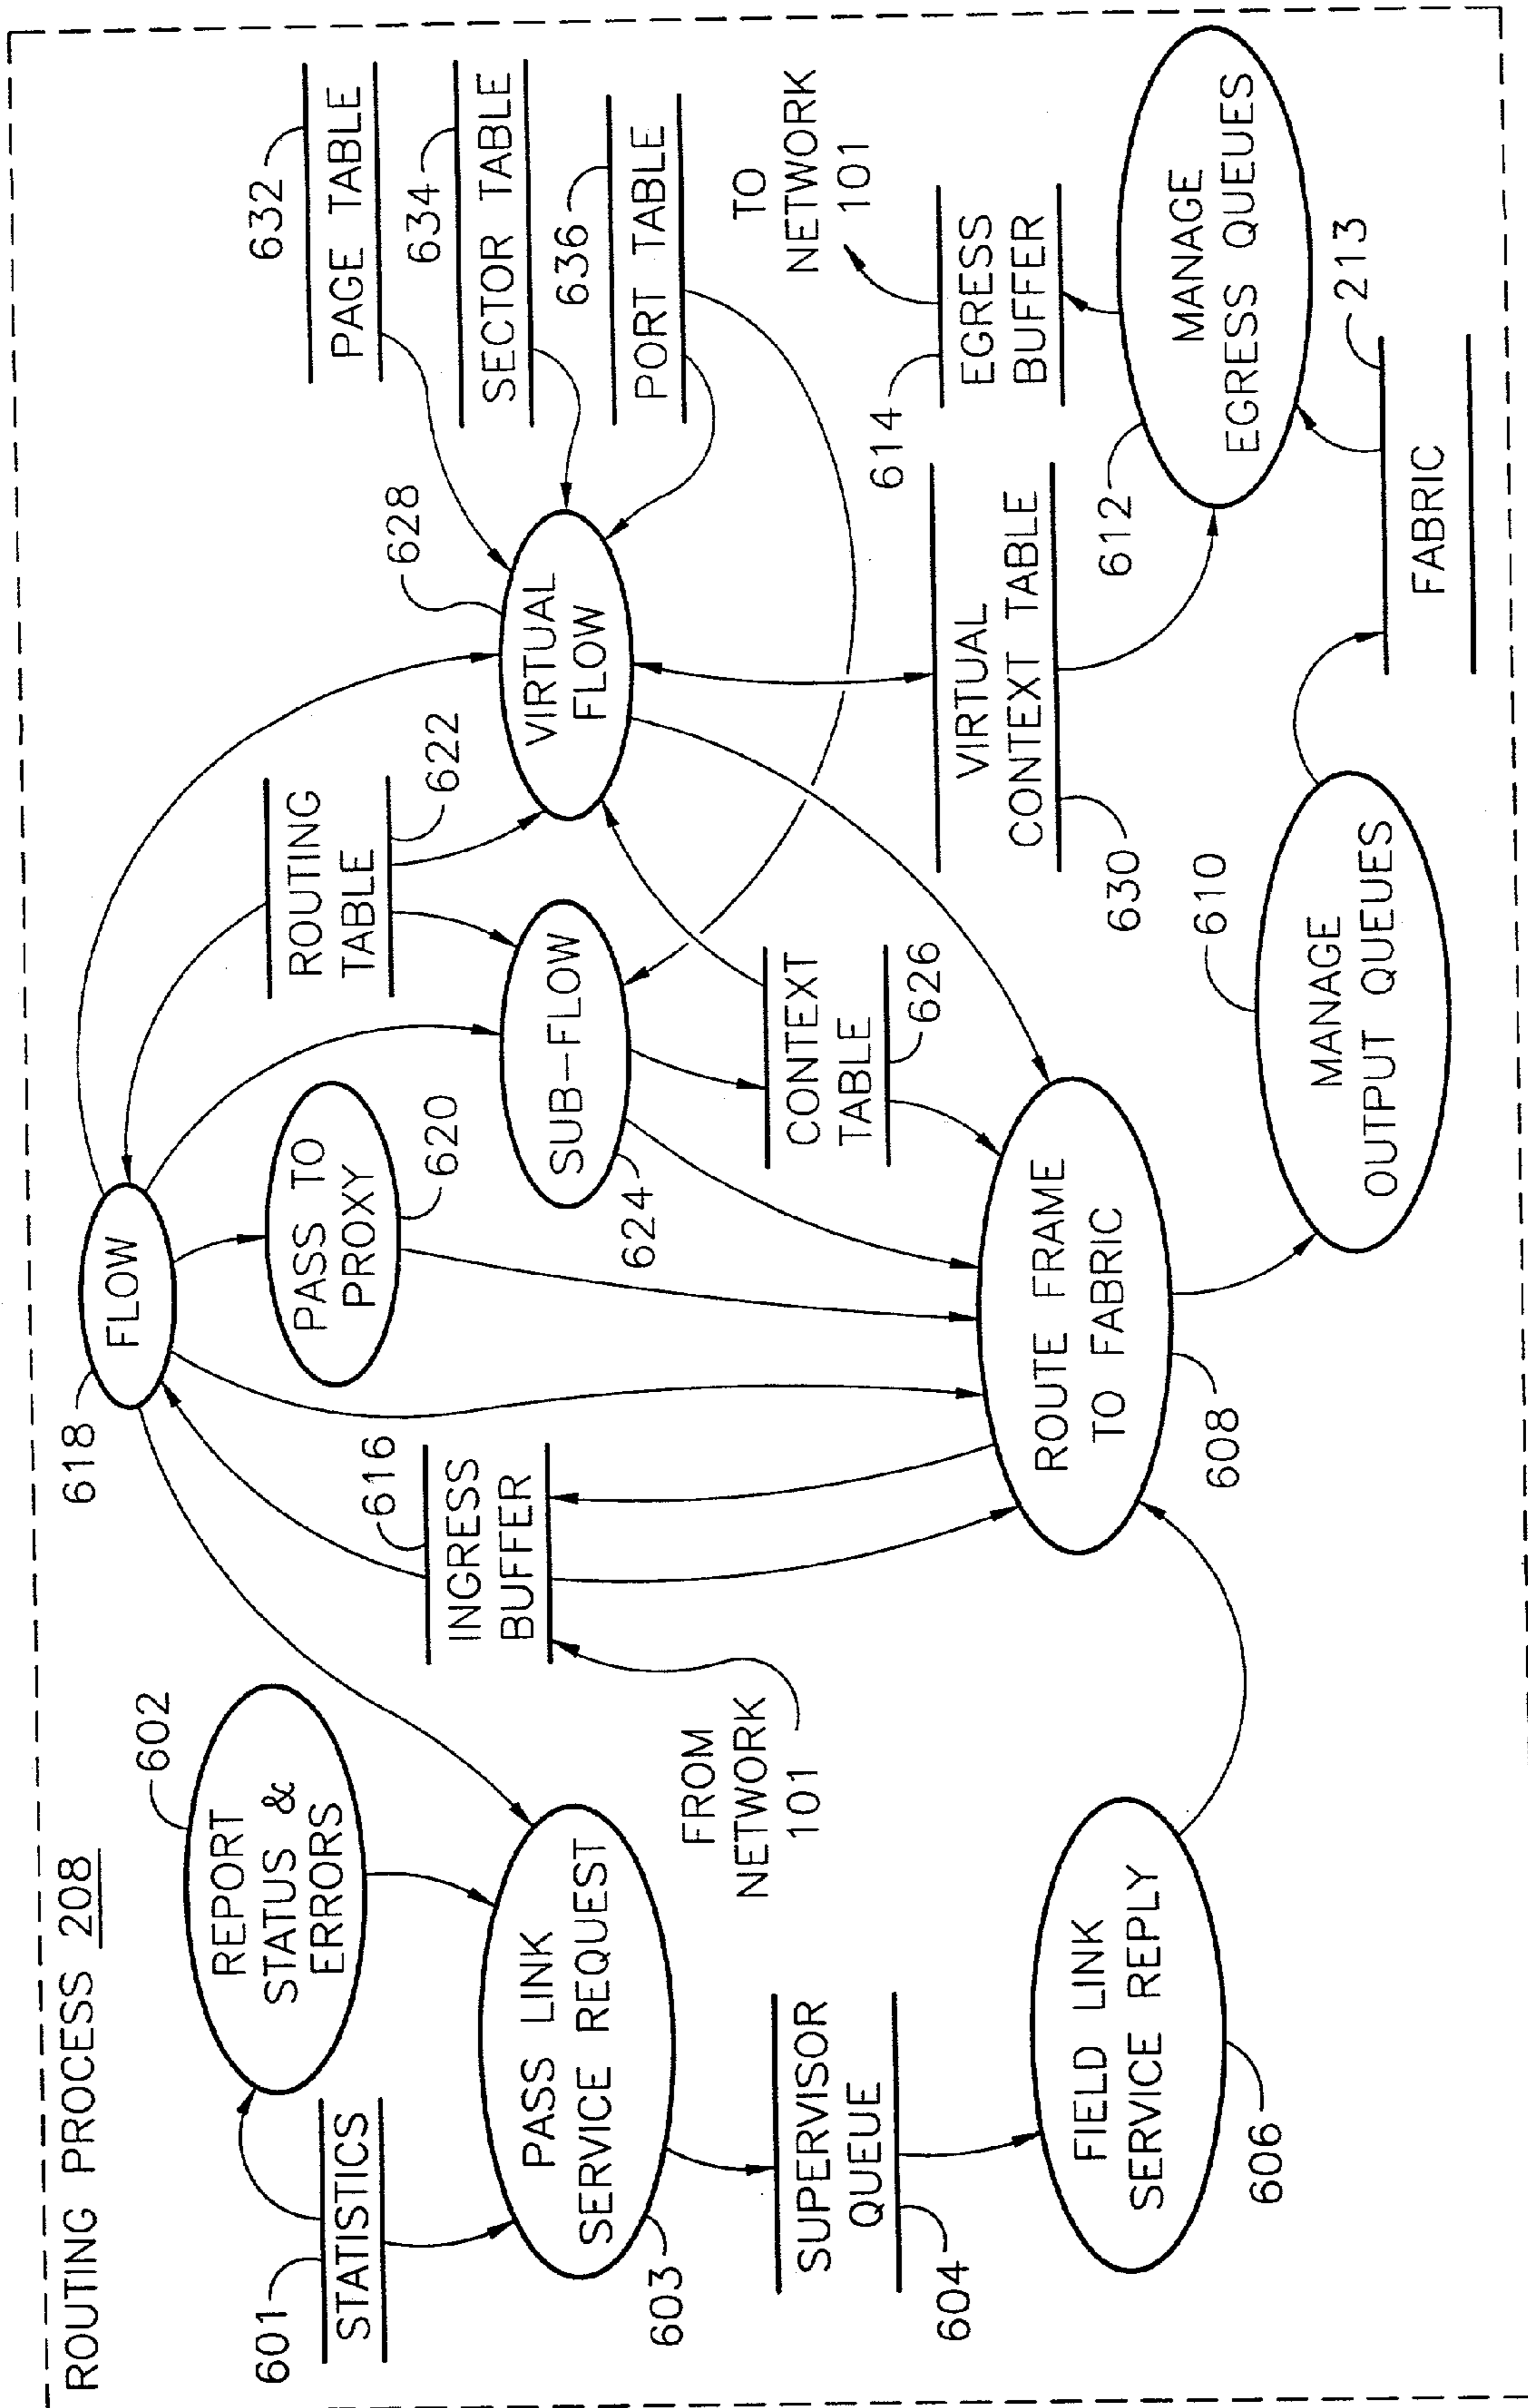 ROUTING PROCESS 208
601
STATISTICS
602
REPORT
STATUS &
ERRORS
603
PASS LINK
SERVICE REQUEST
604
SUPERVISOR
QUEUE
606
FIELD LINK
SERVICE REPLY
FROM
NETWORK
101
616
INGRESS
BUFFER
618
FLOW
620
PASS TO
PROXY
608
ROUTE FRAME
TO FABRIC
622
ROUTING
TABLE
624
SUB-FLOW
626
CONTEXT
TABLE
628
VIRTUAL
FLOW
630
VIRTUAL
CONTEXT TABLE
610
MANAGE
OUTPUT QUEUES
632
PAGE TABLE
634
SECTOR TABLE
636
PORT TABLE
TO
NETWORK
101
614
EGRESS
BUFFER
612
MANAGE
EGRESS QUEUES
213
FABRIC